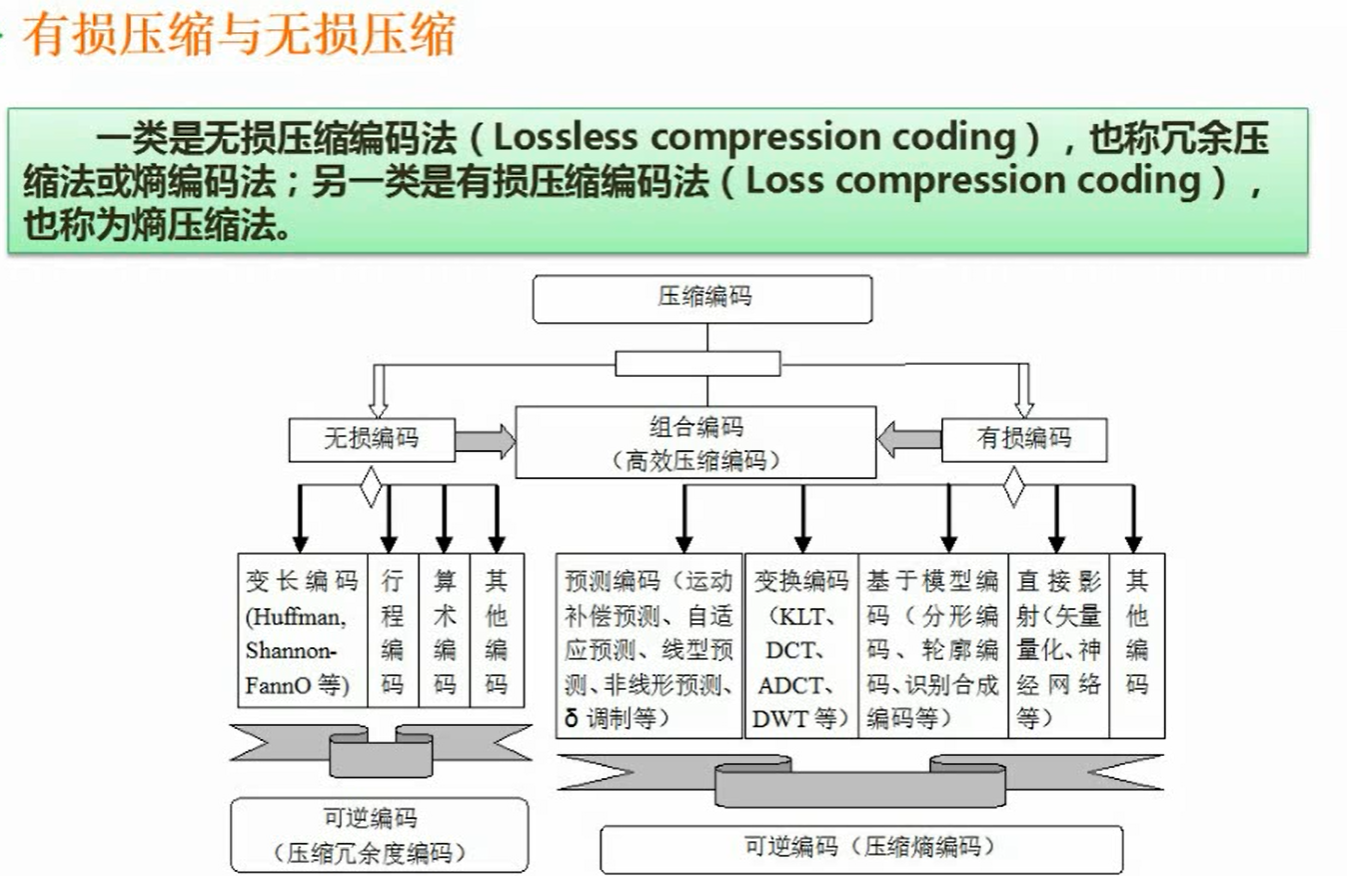 有损压缩与无损压缩
一类是无损压缩编码法（Lossless compression coding），也称冗余压
缩法或熵编码法；另一类是有损压缩编码法（Loss compression coding），
也称为熵压缩法。
压缩编码
无损编码
组合编码
（高效压缩编码）
有损编码
变长编码
(Huffman,
Shannon-
FannO 等)
行
程
编
码
算
术
编
码
其
他
编
码
预测编码（运动
补偿预测、自适
应预测、线型预
测、非线形预测、
δ 调制等）
变换编码
（KLT、
DCT、
ADCT、
DWT 等）
基于模型编
码（分形编
码、轮廓编
码、识别合成
编码等）
直接影
射（矢量
量化、神
经网络
等）
其
他
编
码
可逆编码
（压缩冗余度编码）
可逆编码（压缩熵编码）